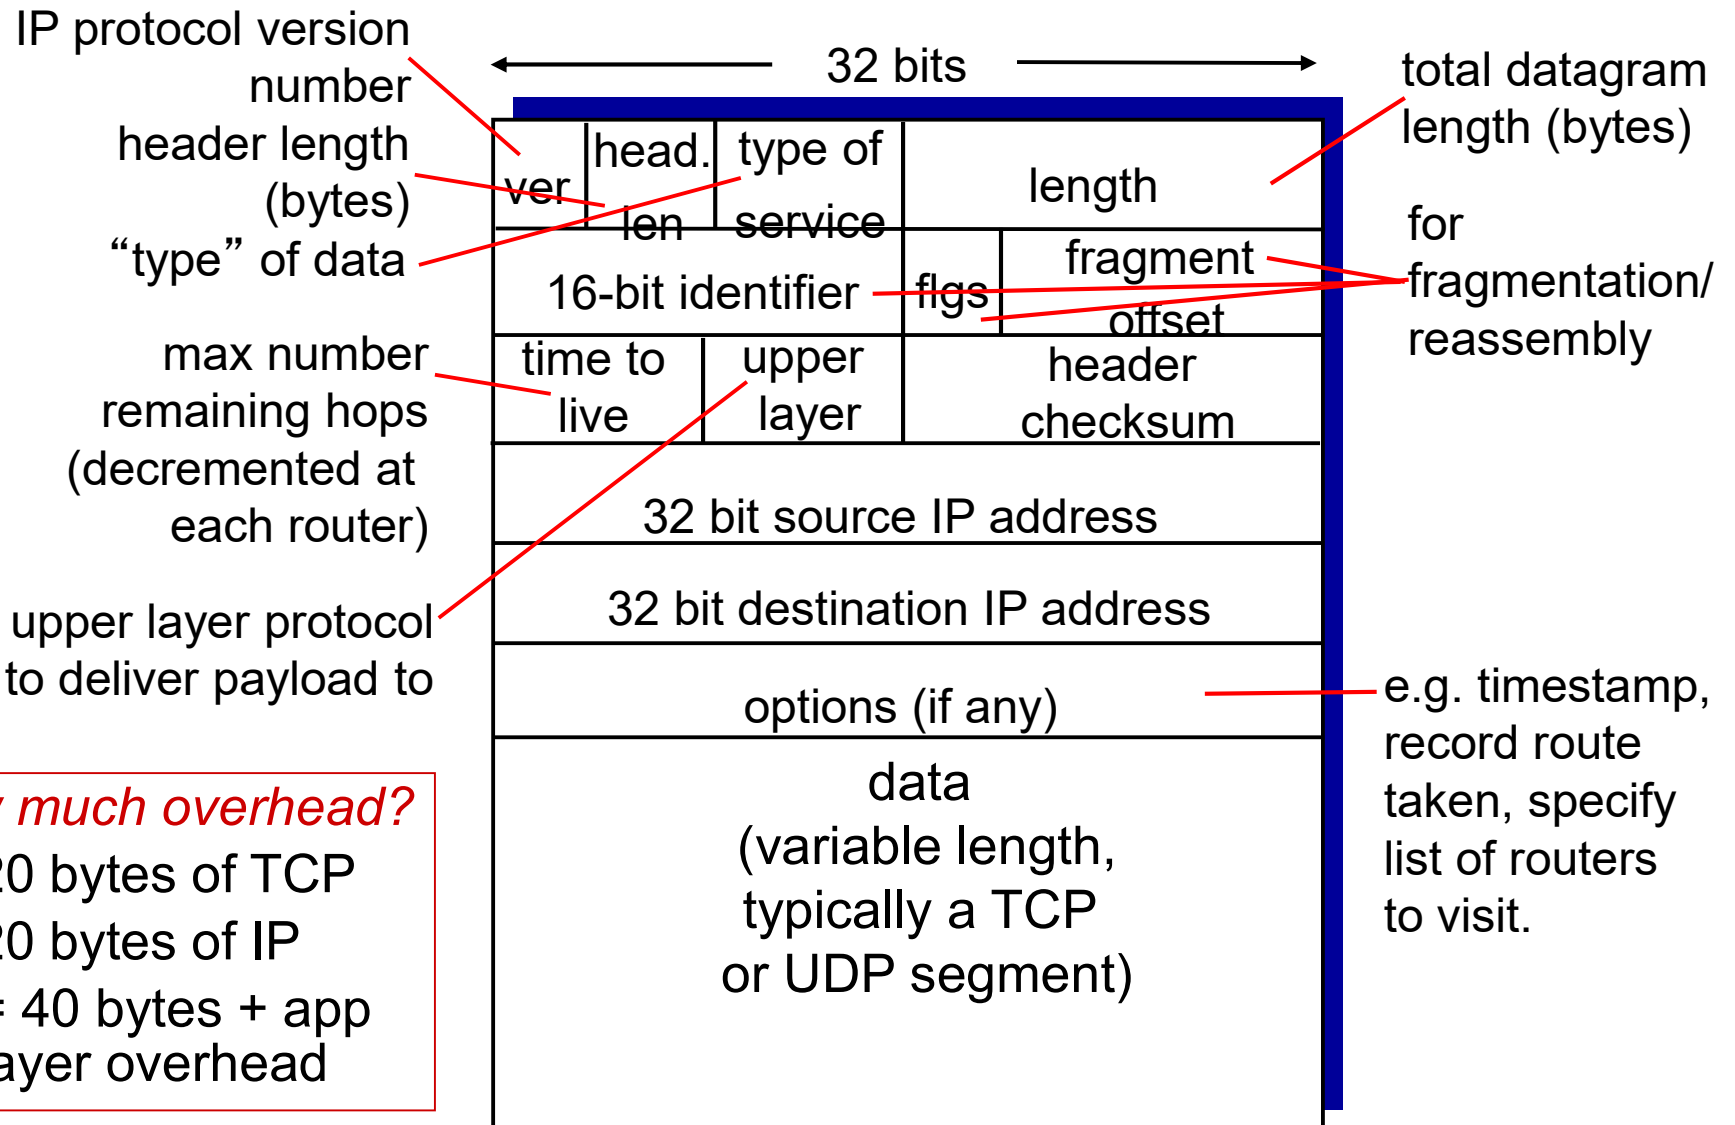 IP protocol version
number
header length
(bytes)
“type” of data
max number
remaining hops
(decremented at
each router)
upper layer protocol
to deliver payload to
much overhead?
20 bytes of TCP
20 bytes of IP
= 40 bytes + app
layer overhead
32 bits
ver
head.
len
type of
service
length
16-bit identifier
flgs
fragment
offset
time to
live
upper
layer
header
checksum
32 bit source IP address
32 bit destination IP address
options (if any)
data
(variable length,
typically a TCP
or UDP segment)
total datagram
length (bytes)
for
fragmentation/
reassembly
e.g. timestamp,
record route
taken, specify
list of routers
to visit.